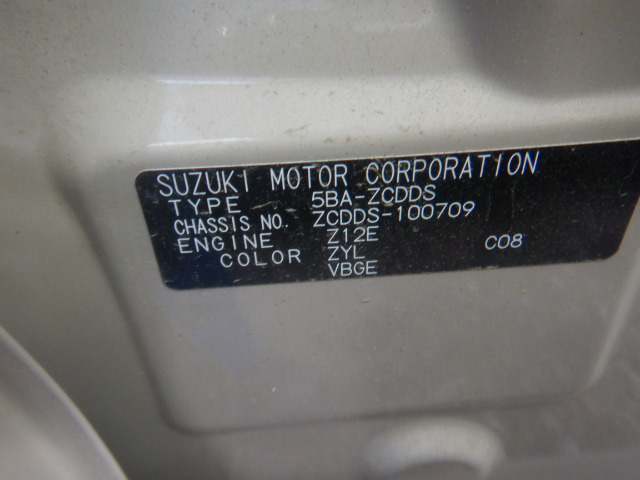 SUZUKI MOTOR CORPORATION
TYPE 5BA-ZCDDS
CHASSIS NO. ZCDDS-100709
ENGINE Z12E
COLOR ZYL C08
VBGE